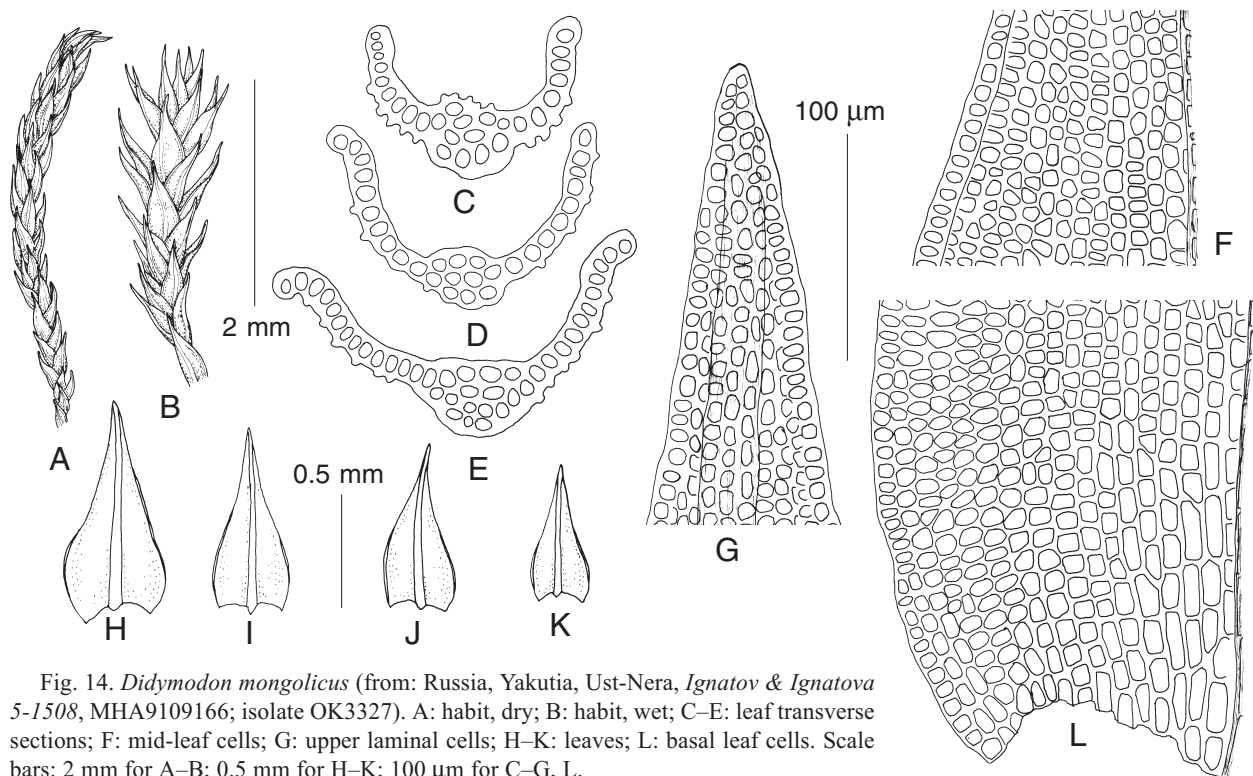 A
B
2 mm
C
D
E
G
100 µm
F
H
I
0.5 mm
J
K
L
Fig. 14. Didymodon mongolicus (from: Russia, Yakutia, Ust-Nera, Ignatov & Ignatova
5-1508, MHA9109166; isolate OK3327). A: habit, dry; B: habit, wet; C–E: leaf transverse
sections; F: mid-leaf cells; G: upper laminal cells; H–K: leaves; L: basal leaf cells. Scale
bars: 2 mm for A–B; 0.5 mm for H–K; 100 µm for C–G, L.